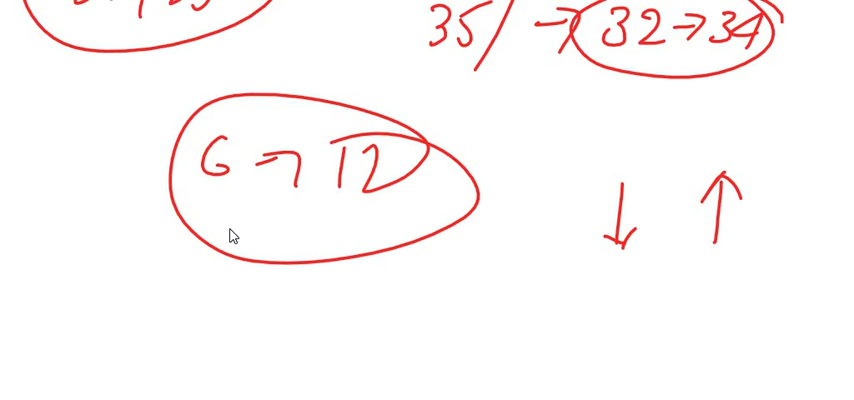 35/ → 32 → 34
6 → 12
↓ ↑